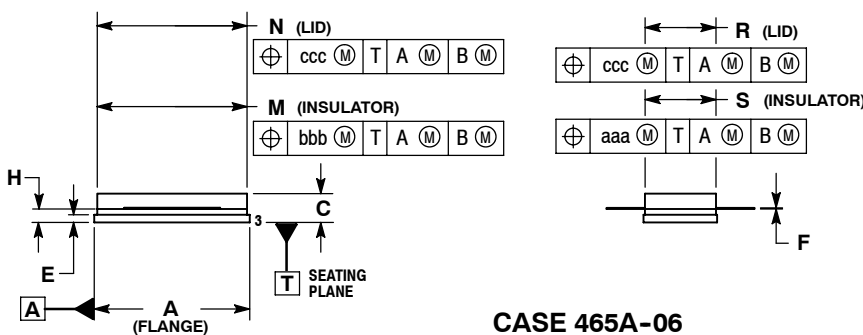 N (LID)
⌖ ccc Ⓜ T A Ⓜ B Ⓜ
M (INSULATOR)
⌖ bbb Ⓜ T A Ⓜ B Ⓜ
R (LID)
⌖ ccc Ⓜ T A Ⓜ B Ⓜ
S (INSULATOR)
⌖ aaa Ⓜ T A Ⓜ B Ⓜ
H
C
3
E
F
T SEATING
PLANE
A
A
(FLANGE)
CASE 465A-06